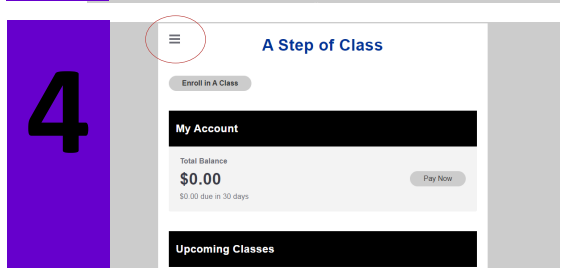 4
A Step of Class
Enroll in A Class
My Account
Total Balance
$0.00
Pay Now
$0.00 due in 30 days
Upcoming Classes